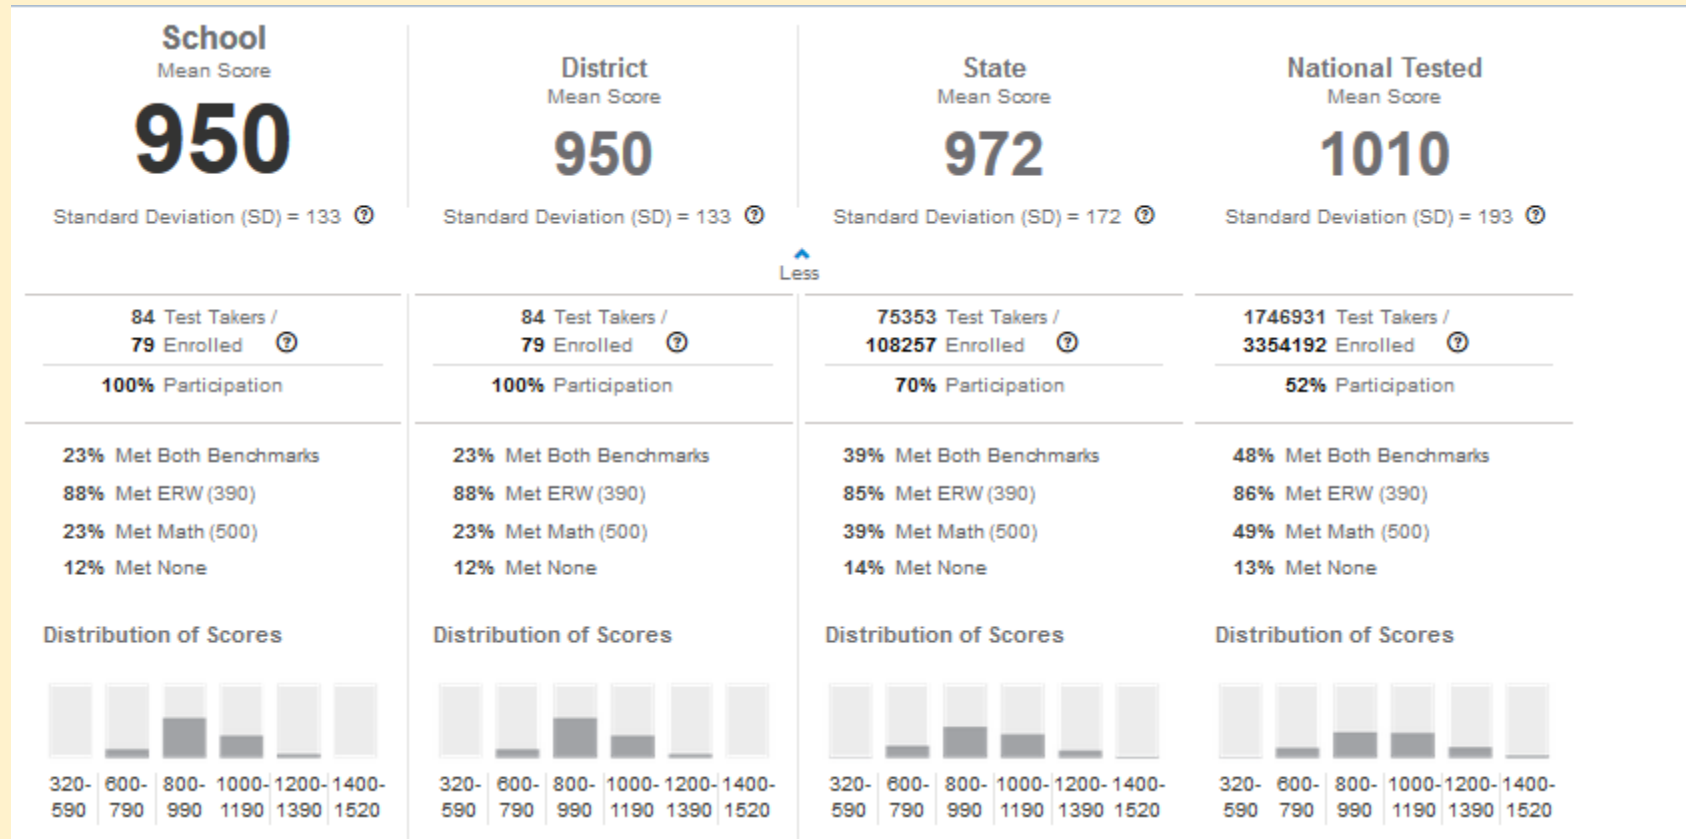 School
Mean Score
950
Standard Deviation (SD) = 133
84 Test Takers /
79 Enrolled
100% Participation
23% Met Both Benchmarks
88% Met ERW (390)
23% Met Math (500)
12% Met None
Distribution of Scores
320-590 600-790 800-990 1000-1190 1200-1390 1400-1520
District
Mean Score
950
Standard Deviation (SD) = 133
84 Test Takers /
79 Enrolled
100% Participation
23% Met Both Benchmarks
88% Met ERW (390)
23% Met Math (500)
12% Met None
Distribution of Scores
320-590 600-790 800-990 1000-1190 1200-1390 1400-1520
Less
State
Mean Score
972
Standard Deviation (SD) = 172
75353 Test Takers /
108257 Enrolled
70% Participation
39% Met Both Benchmarks
85% Met ERW (390)
39% Met Math (500)
14% Met None
Distribution of Scores
320-590 600-790 800-990 1000-1190 1200-1390 1400-1520
National Tested
Mean Score
1010
Standard Deviation (SD) = 193
1746931 Test Takers /
3354192 Enrolled
52% Participation
48% Met Both Benchmarks
86% Met ERW (390)
49% Met Math (500)
13% Met None
Distribution of Scores
320-590 600-790 800-990 1000-1190 1200-1390 1400-1520